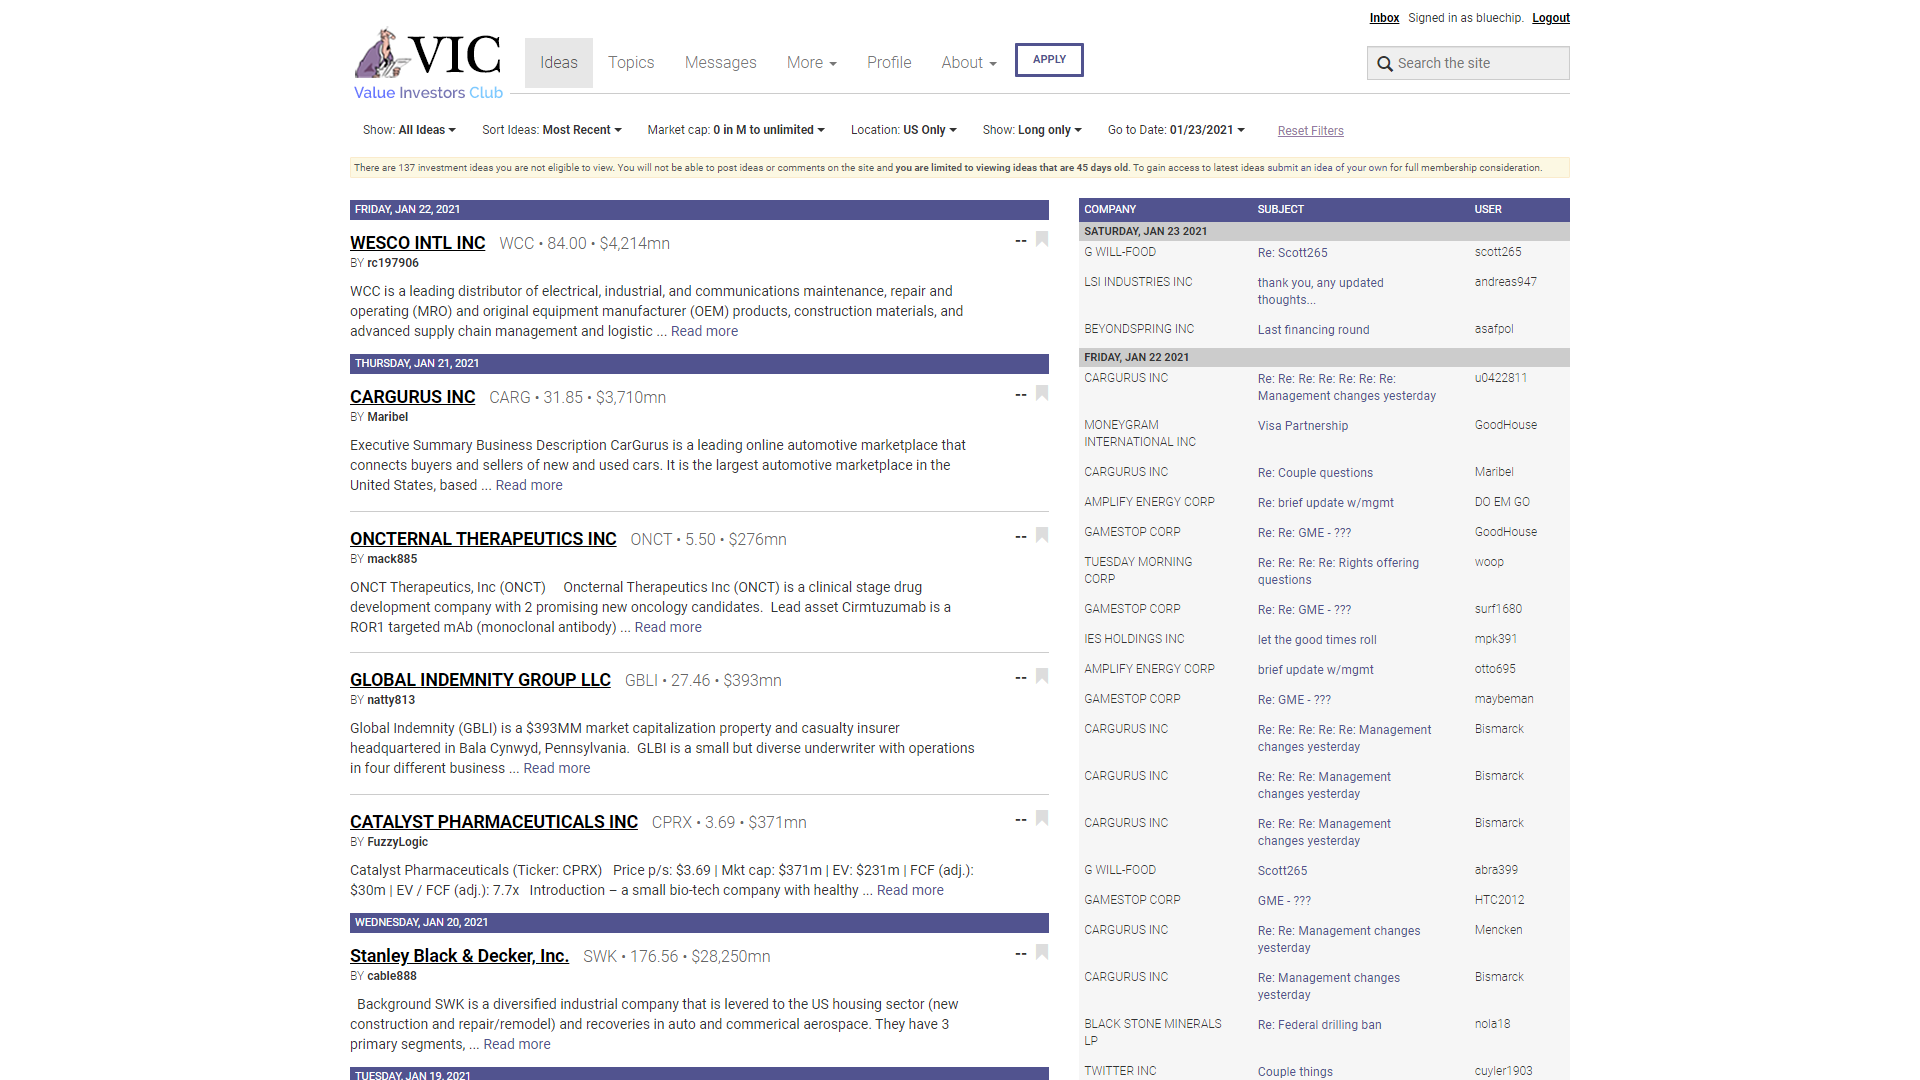 Inbox Signed in as bluechip. Logout
VIC
Value Investors Club
Ideas Topics Messages More Profile About APPLY
Search the site
Show: All Ideas Sort Ideas: Most Recent Market cap: 0 in M to unlimited Location: US Only Show: Long only Go to Date: 01/23/2021 Reset Filters
There are 137 investment ideas you are not eligible to view. You will not be able to post ideas or comments on the site and you are limited to viewing ideas that are 45 days old. To gain access to latest ideas submit an idea of your own for full membership consideration.
FRIDAY, JAN 22, 2021
WESCO INTL INC WCC • 84.00 • $4,214mn --
BY rc197906
WCC is a leading distributor of electrical, industrial, and communications maintenance, repair and
operating (MRO) and original equipment manufacturer (OEM) products, construction materials, and
advanced supply chain management and logistic ... Read more
THURSDAY, JAN 21, 2021
CARGURUS INC CARG • 31.85 • $3,710mn --
BY Maribel
Executive Summary Business Description CarGurus is a leading online automotive marketplace that
connects buyers and sellers of new and used cars. It is the largest automotive marketplace in the
United States, based ... Read more
ONCTERNAL THERAPEUTICS INC ONCT • 5.50 • $276mn --
BY mack885
ONCT Therapeutics, Inc (ONCT) Oncternal Therapeutics Inc (ONCT) is a clinical stage drug
development company with 2 promising new oncology candidates. Lead asset Cirmtuzumab is a
ROR1 targeted mAb (monoclonal antibody) ... Read more
GLOBAL INDEMNITY GROUP LLC GBLI • 27.46 • $393mn --
BY natty813
Global Indemnity (GBLI) is a $393MM market capitalization property and casualty insurer
headquartered in Bala Cynwyd, Pennsylvania. GLBI is a small but diverse underwriter with operations
in four different business ... Read more
CATALYST PHARMACEUTICALS INC CPRX • 3.69 • $371mn --
BY FuzzyLogic
Catalyst Pharmaceuticals (Ticker: CPRX) Price p/s: $3.69 | Mkt cap: $371m | EV: $231m | FCF (adj.):
$30m | EV / FCF (adj.): 7.7x Introduction – a small bio-tech company with healthy ... Read more
WEDNESDAY, JAN 20, 2021
Stanley Black & Decker, Inc. SWK • 176.56 • $28,250mn --
BY cable888
Background SWK is a diversified industrial company that is levered to the US housing sector (new
construction and repair/remodel) and recoveries in auto and commerical aerospace. They have 3
primary segments, ... Read more
TUESDAY, JAN 19, 2021
COMPANY SUBJECT USER
SATURDAY, JAN 23 2021
G WILL-FOOD Re: Scott265 scott265
LSI INDUSTRIES INC thank you, any updated andreas947
thoughts...
BEYONDSPRING INC Last financing round asafpol
FRIDAY, JAN 22 2021
CARGURUS INC Re: Re: Re: Re: Re: Re: Re: u0422811
Management changes yesterday
MONEYGRAM Visa Partnership GoodHouse
INTERNATIONAL INC
CARGURUS INC Re: Couple questions Maribel
AMPLIFY ENERGY CORP Re: brief update w/mgmt DO EM GO
GAMESTOP CORP Re: Re: GME - ??? GoodHouse
TUESDAY MORNING Re: Re: Re: Re: Rights offering woop
CORP questions
GAMESTOP CORP Re: Re: GME - ??? surf1680
IES HOLDINGS INC let the good times roll mpk391
AMPLIFY ENERGY CORP brief update w/mgmt otto695
GAMESTOP CORP Re: GME - ??? maybeman
CARGURUS INC Re: Re: Re: Re: Re: Management Bismarck
changes yesterday
CARGURUS INC Re: Re: Re: Management Bismarck
changes yesterday
CARGURUS INC Re: Re: Re: Management Bismarck
changes yesterday
G WILL-FOOD Scott265 abra399
GAMESTOP CORP GME - ??? HTC2012
CARGURUS INC Re: Re: Management changes Mencken
yesterday
CARGURUS INC Re: Management changes Bismarck
yesterday
BLACK STONE MINERALS Re: Federal drilling ban nola18
LP
TWITTER INC Couple things cuyler1903